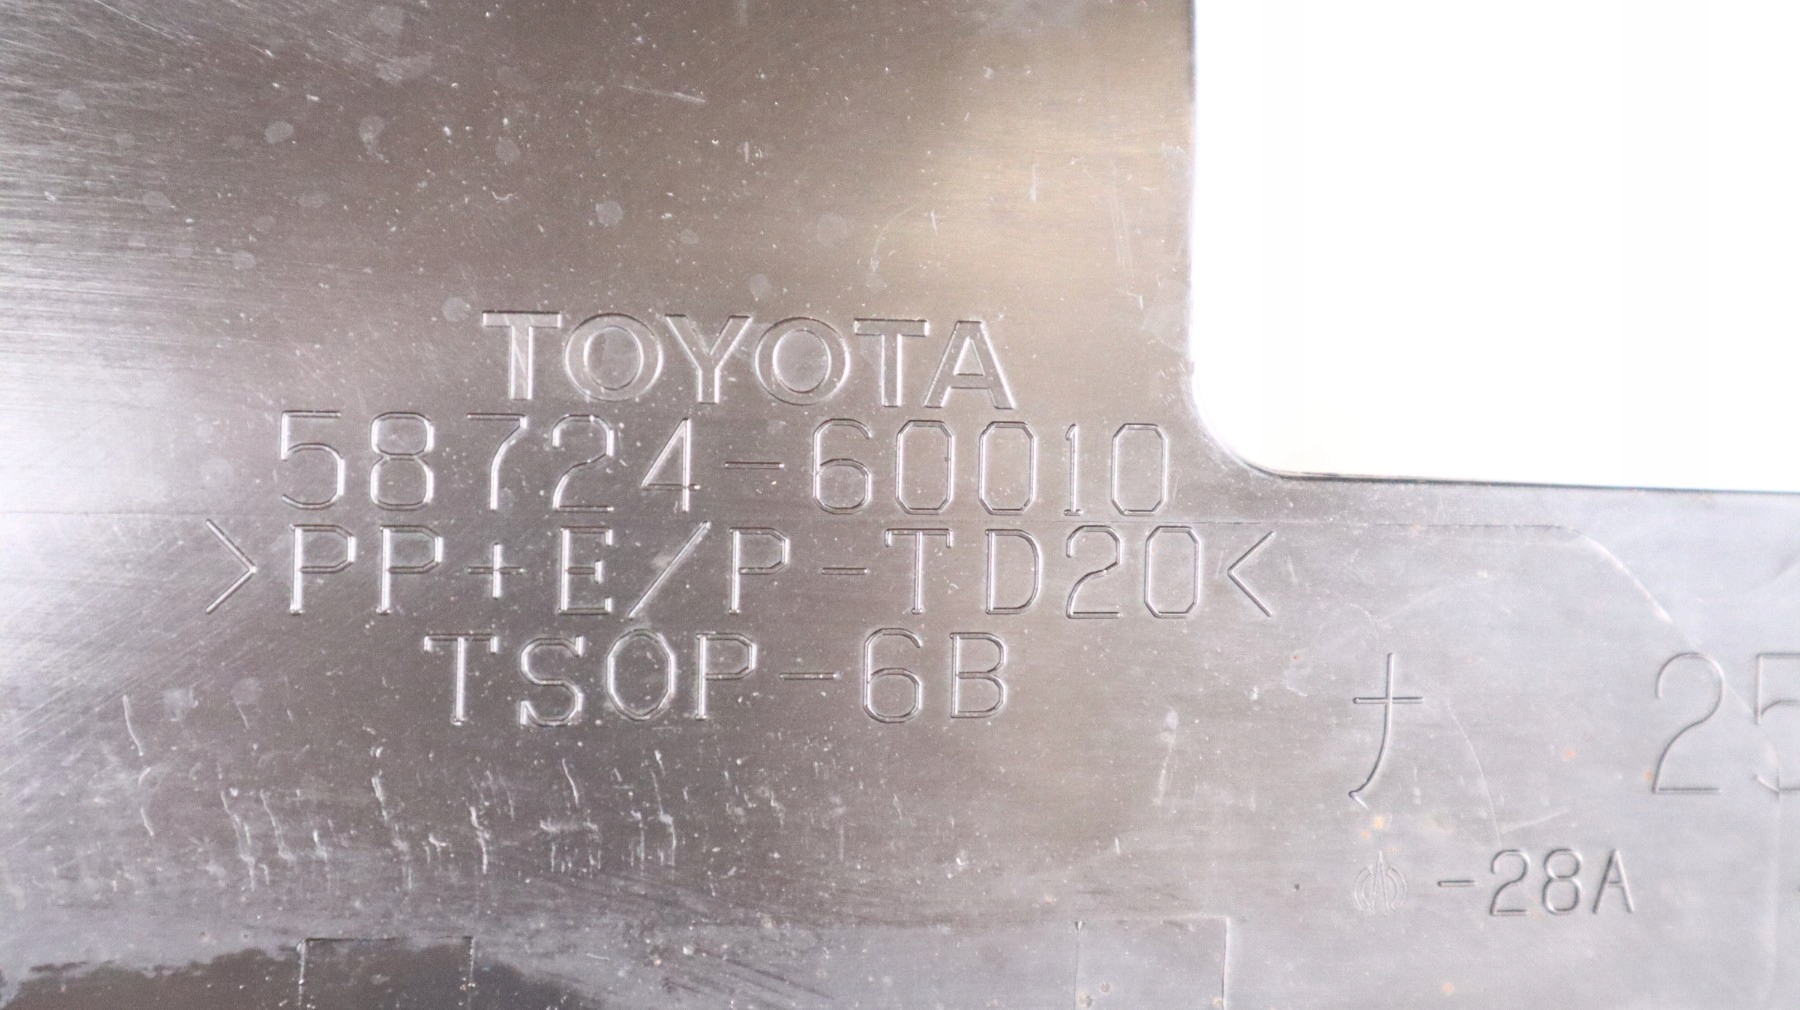 TOYOTA
58724-60010
>PP+E/P-TD20<
TSOP-6B
ナ 25
-28A